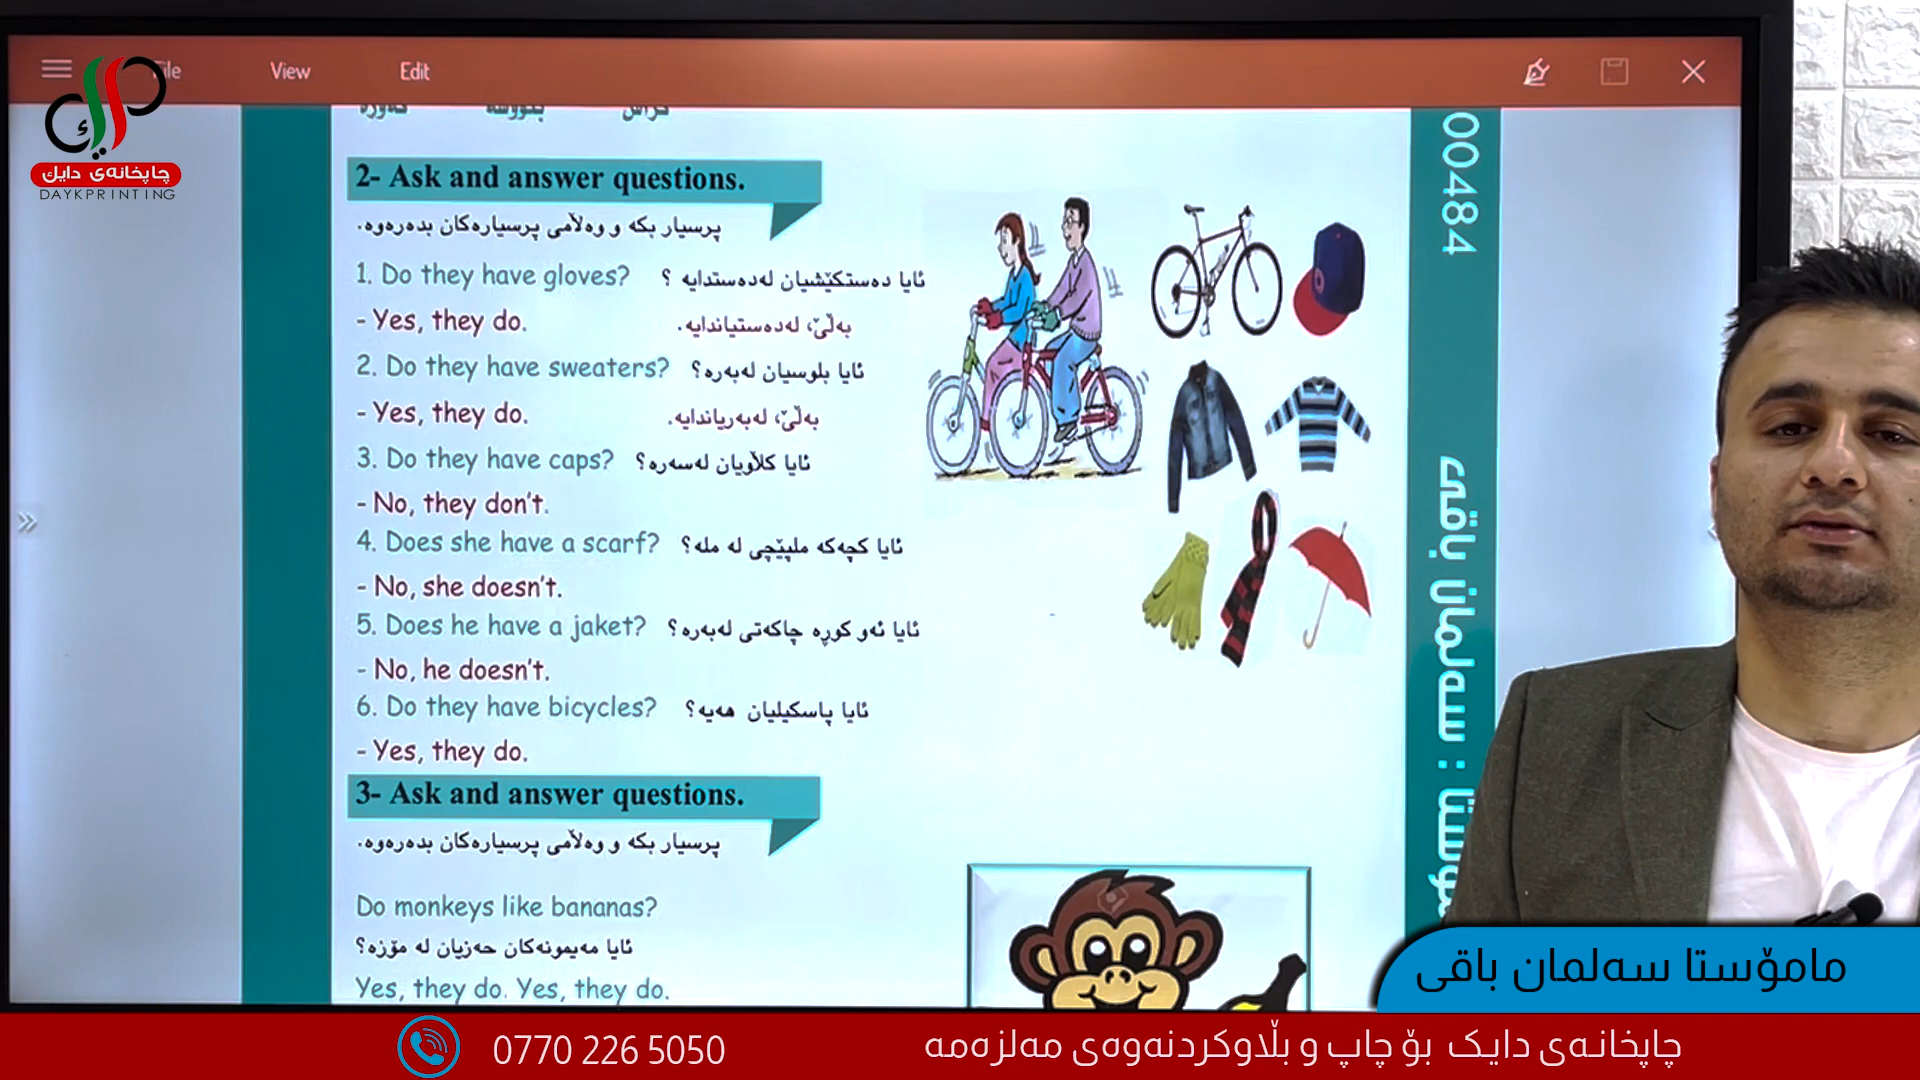 File View Edit
چاپخانەی دایك
DAYKPRINTING
2- Ask and answer questions.
پرسیار بکە و وەڵامی پرسیارەکان بدەرەوە.
1. Do they have gloves? ئایا دەستکێشیان لەدەستدایە ؟
- Yes, they do. بەڵێ، لەدەستیاندایە.
2. Do they have sweaters? ئایا بلوسیان لەبەرە؟
- Yes, they do. بەڵێ، لەبەریاندایە.
3. Do they have caps? ئایا کڵاویان لەسەرە؟
- No, they don't.
4. Does she have a scarf? ئایا کچەکە ملپێچی لە ملە؟
- No, she doesn't.
5. Does he have a jaket? ئایا ئەو کورە چاکەتی لەبەرە؟
- No, he doesn't.
6. Do they have bicycles? ئایا پاسکیلیان هەیە؟
- Yes, they do.
3- Ask and answer questions.
پرسیار بکە و وەڵامی پرسیارەکان بدەرەوە.
Do monkeys like bananas?
ئایا مەیمونەکان حەزیان لە مۆزە؟
Yes, they do. Yes, they do.
00484
سەلمان باقی
مامۆستا سەلمان باقی
0770 226 5050
چاپخانەی دایک بۆ چاپ و بڵاوکردنەوەی مەلزەمە